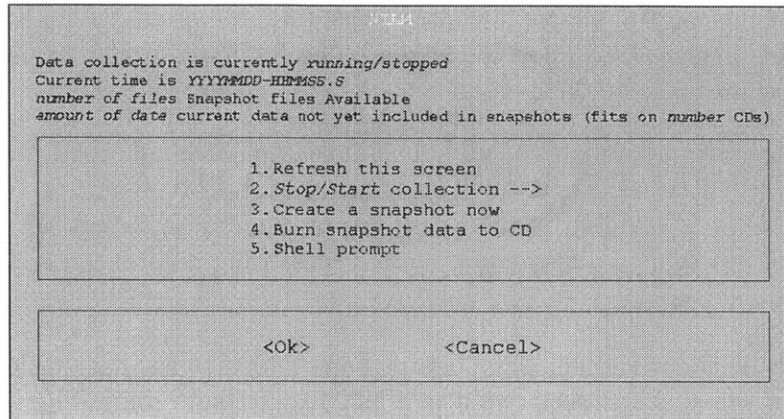 Data collection is currently running/stopped
Current time is YYYYMMDD-HHMMSS.S
number of files Snapshot files Available
amount of data current data not yet included in snapshots (fits on number CDs)
1.Refresh this screen
2.Stop/Start collection -->
3.Create a snapshot now
4.Burn snapshot data to CD
5.Shell prompt
<Ok> <Cancel>